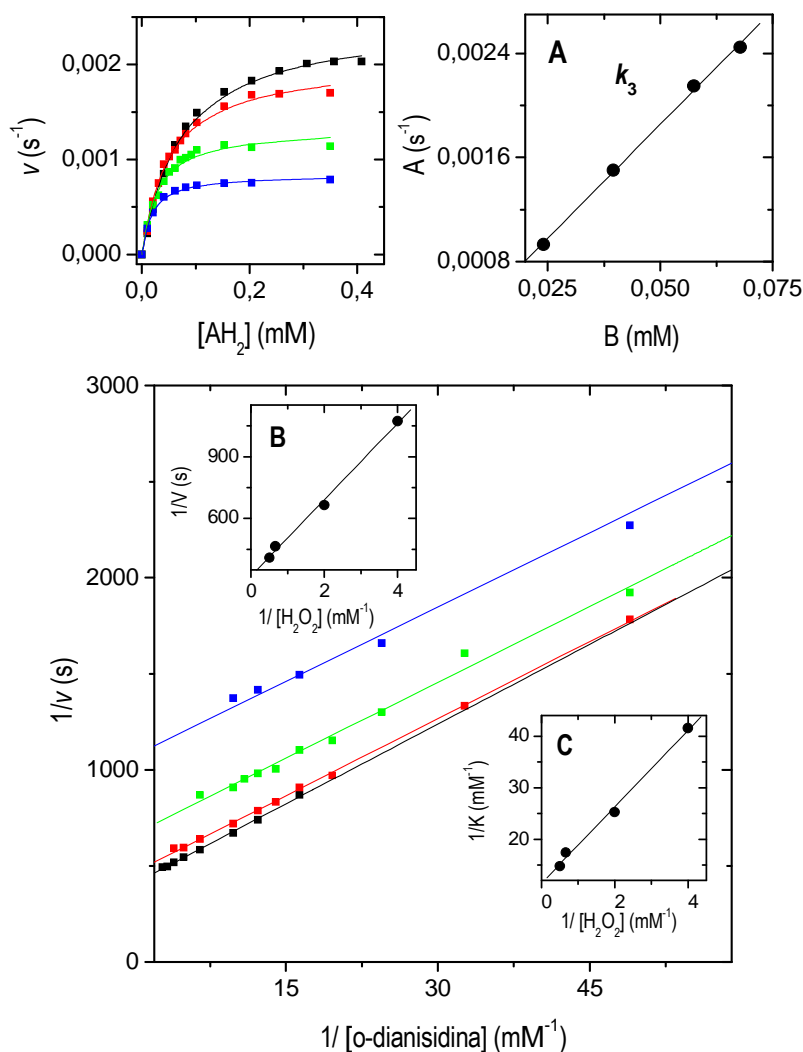 0,002
0,001
0,000
v (s⁻¹)
0,0
0,2
0,4
[AH₂] (mM)
A
k₃
0,0024
0,0016
0,0008
A (s⁻¹)
0,025
0,050
0,075
B (mM)
3000
2000
1000
0
1/v (s)
B
900
600
1/V (s)
0
2
4
1/ [H₂O₂] (mM⁻¹)
C
40
30
20
1/K (mM⁻¹)
0
2
4
1/ [H₂O₂] (mM⁻¹)
15
30
45
1/ [o-dianisidina] (mM⁻¹)